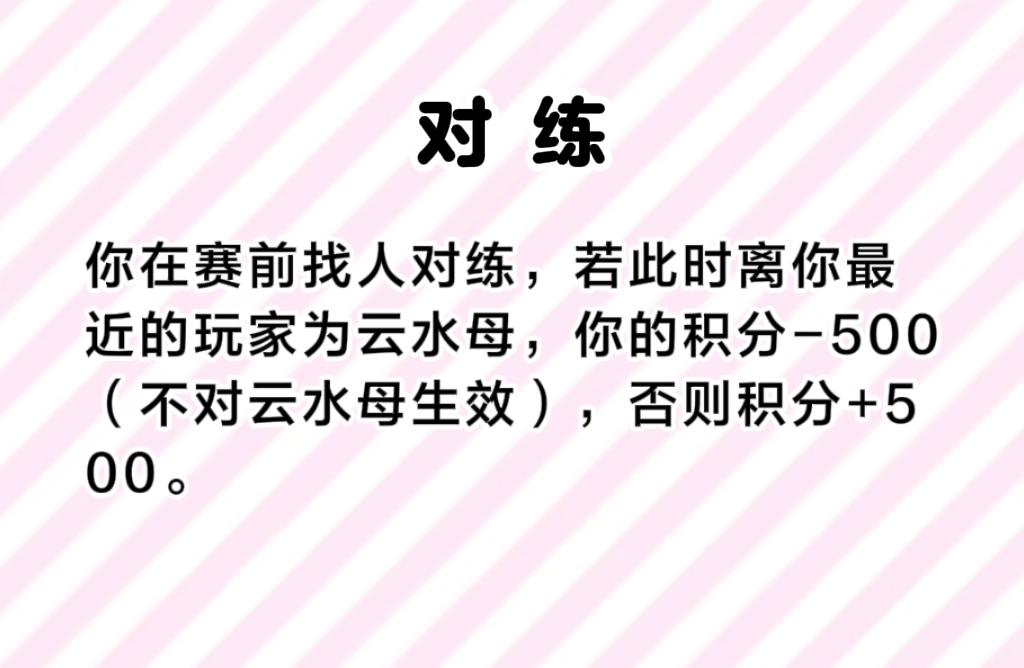 对 练
你在赛前找人对练，若此时离你最
近的玩家为云水母，你的积分-500
（不对云水母生效），否则积分+5
00。